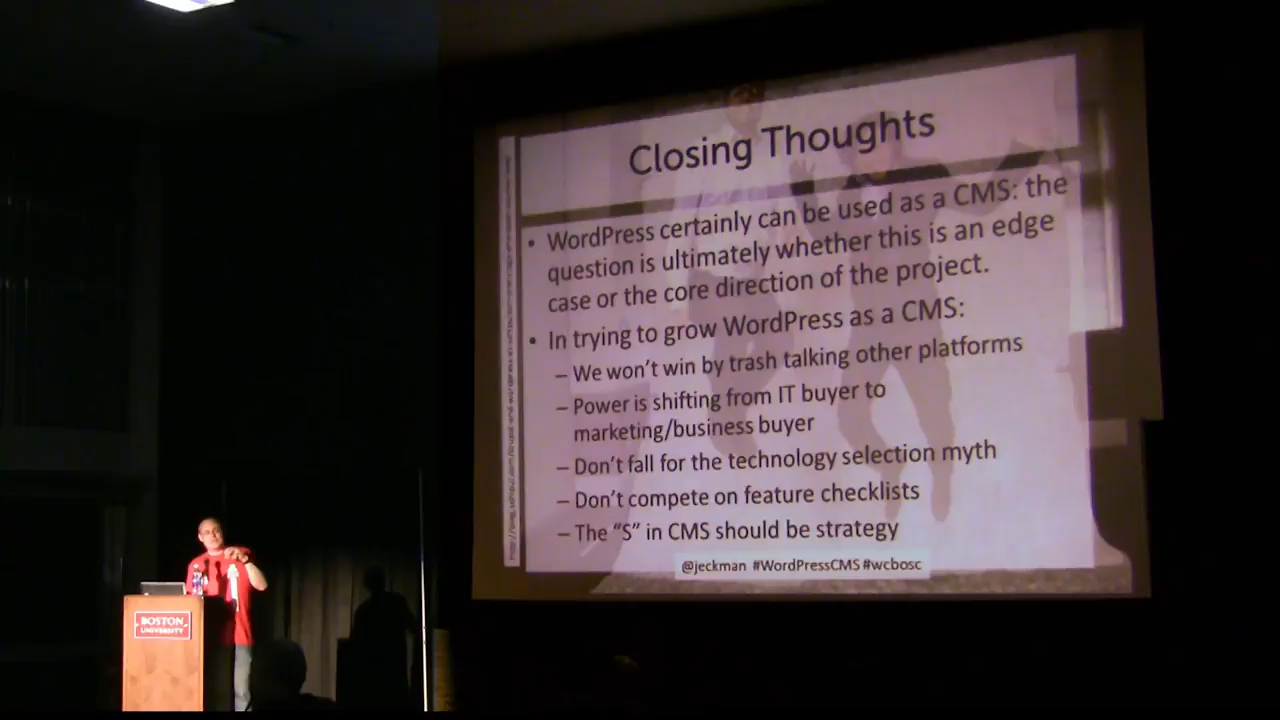 Closing Thoughts
• WordPress certainly can be used as a CMS: the
question is ultimately whether this is an edge
case or the core direction of the project.
• In trying to grow WordPress as a CMS:
– We won't win by trash talking other platforms
– Power is shifting from IT buyer to
marketing/business buyer
– Don't fall for the technology selection myth
– Don't compete on feature checklists
– The "S" in CMS should be strategy
@jeckman #WordPressCMS #wcbosc
BOSTON
UNIVERSITY